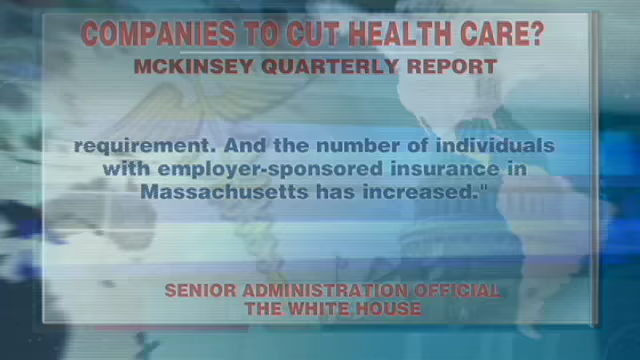 COMPANIES TO CUT HEALTH CARE?
MCKINSEY QUARTERLY REPORT
requirement. And the number of individuals
with employer-sponsored insurance in
Massachusetts has increased."
SENIOR ADMINISTRATION OFFICIAL
THE WHITE HOUSE